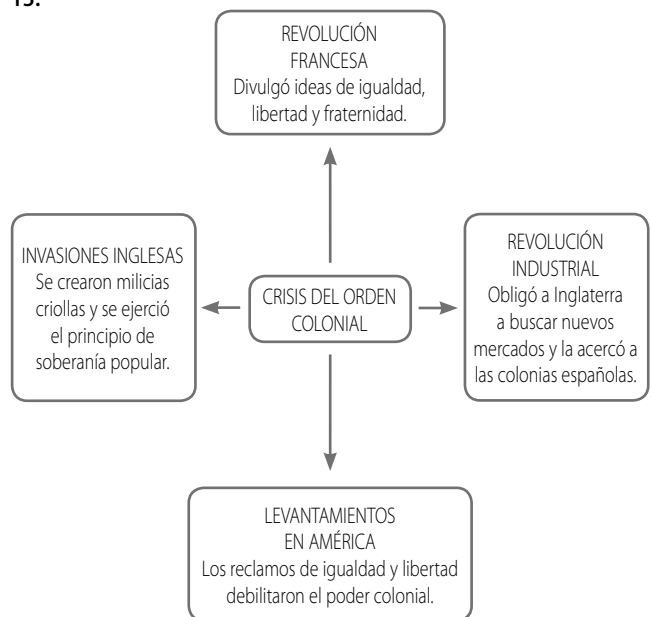 15.
REVOLUCIÓN
FRANCESA
Divulgó ideas de igualdad,
libertad y fraternidad.
INVASIONES INGLESAS
Se crearon milicias
criollas y se ejerció
el principio de
soberanía popular.
CRISIS DEL ORDEN
COLONIAL
REVOLUCIÓN
INDUSTRIAL
Obligó a Inglaterra
a buscar nuevos
mercados y la acercó a
las colonias españolas.
LEVANTAMIENTOS
EN AMÉRICA
Los reclamos de igualdad y libertad
debilitaron el poder colonial.